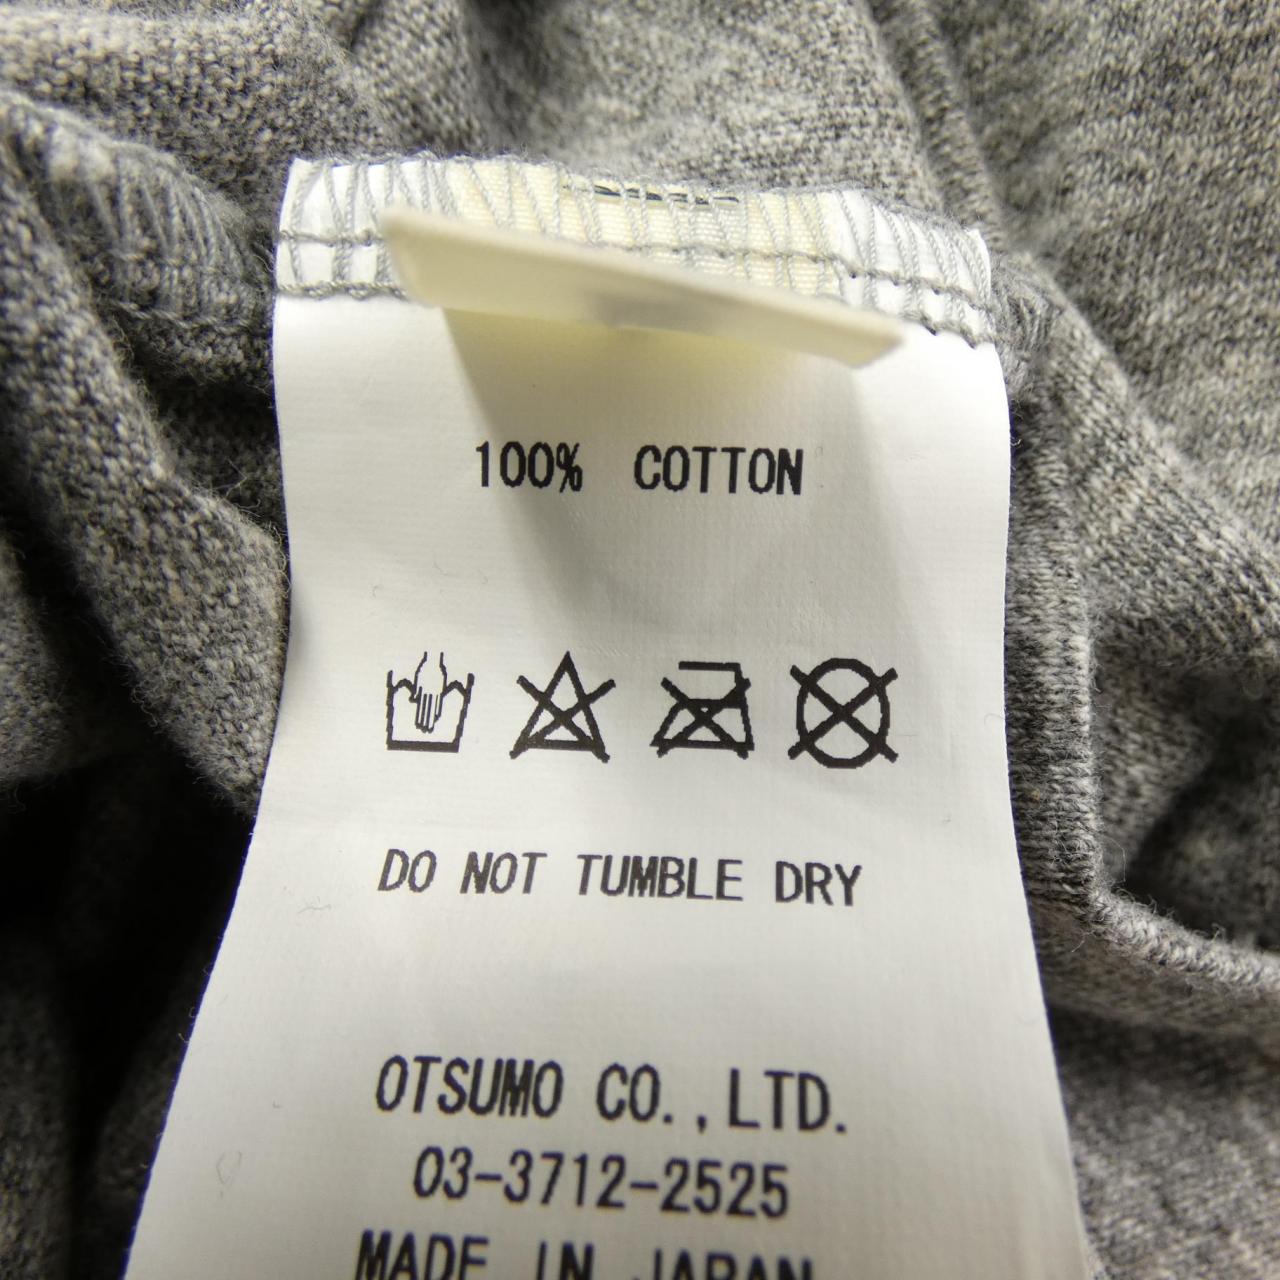 100% COTTON
DO NOT TUMBLE DRY
OTSUMO CO.,LTD.
03-3712-2525
MADE IN JAPAN